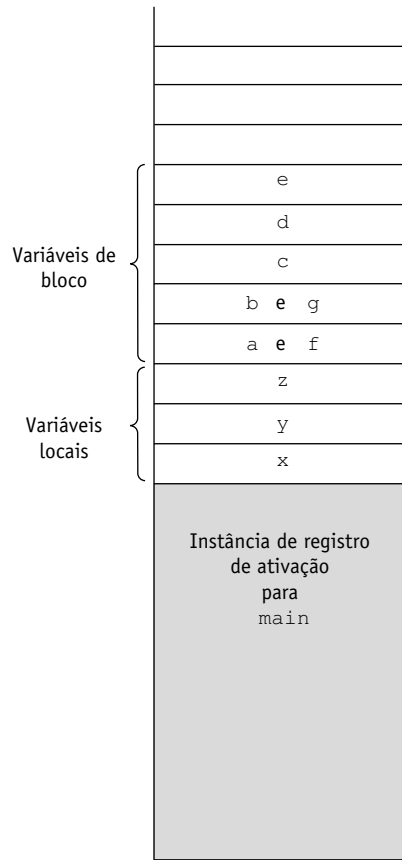 e
d
c
Variáveis de
bloco
b e g
a e f
z
Variáveis
locais
y
x
Instância de registro
de ativação
para
main